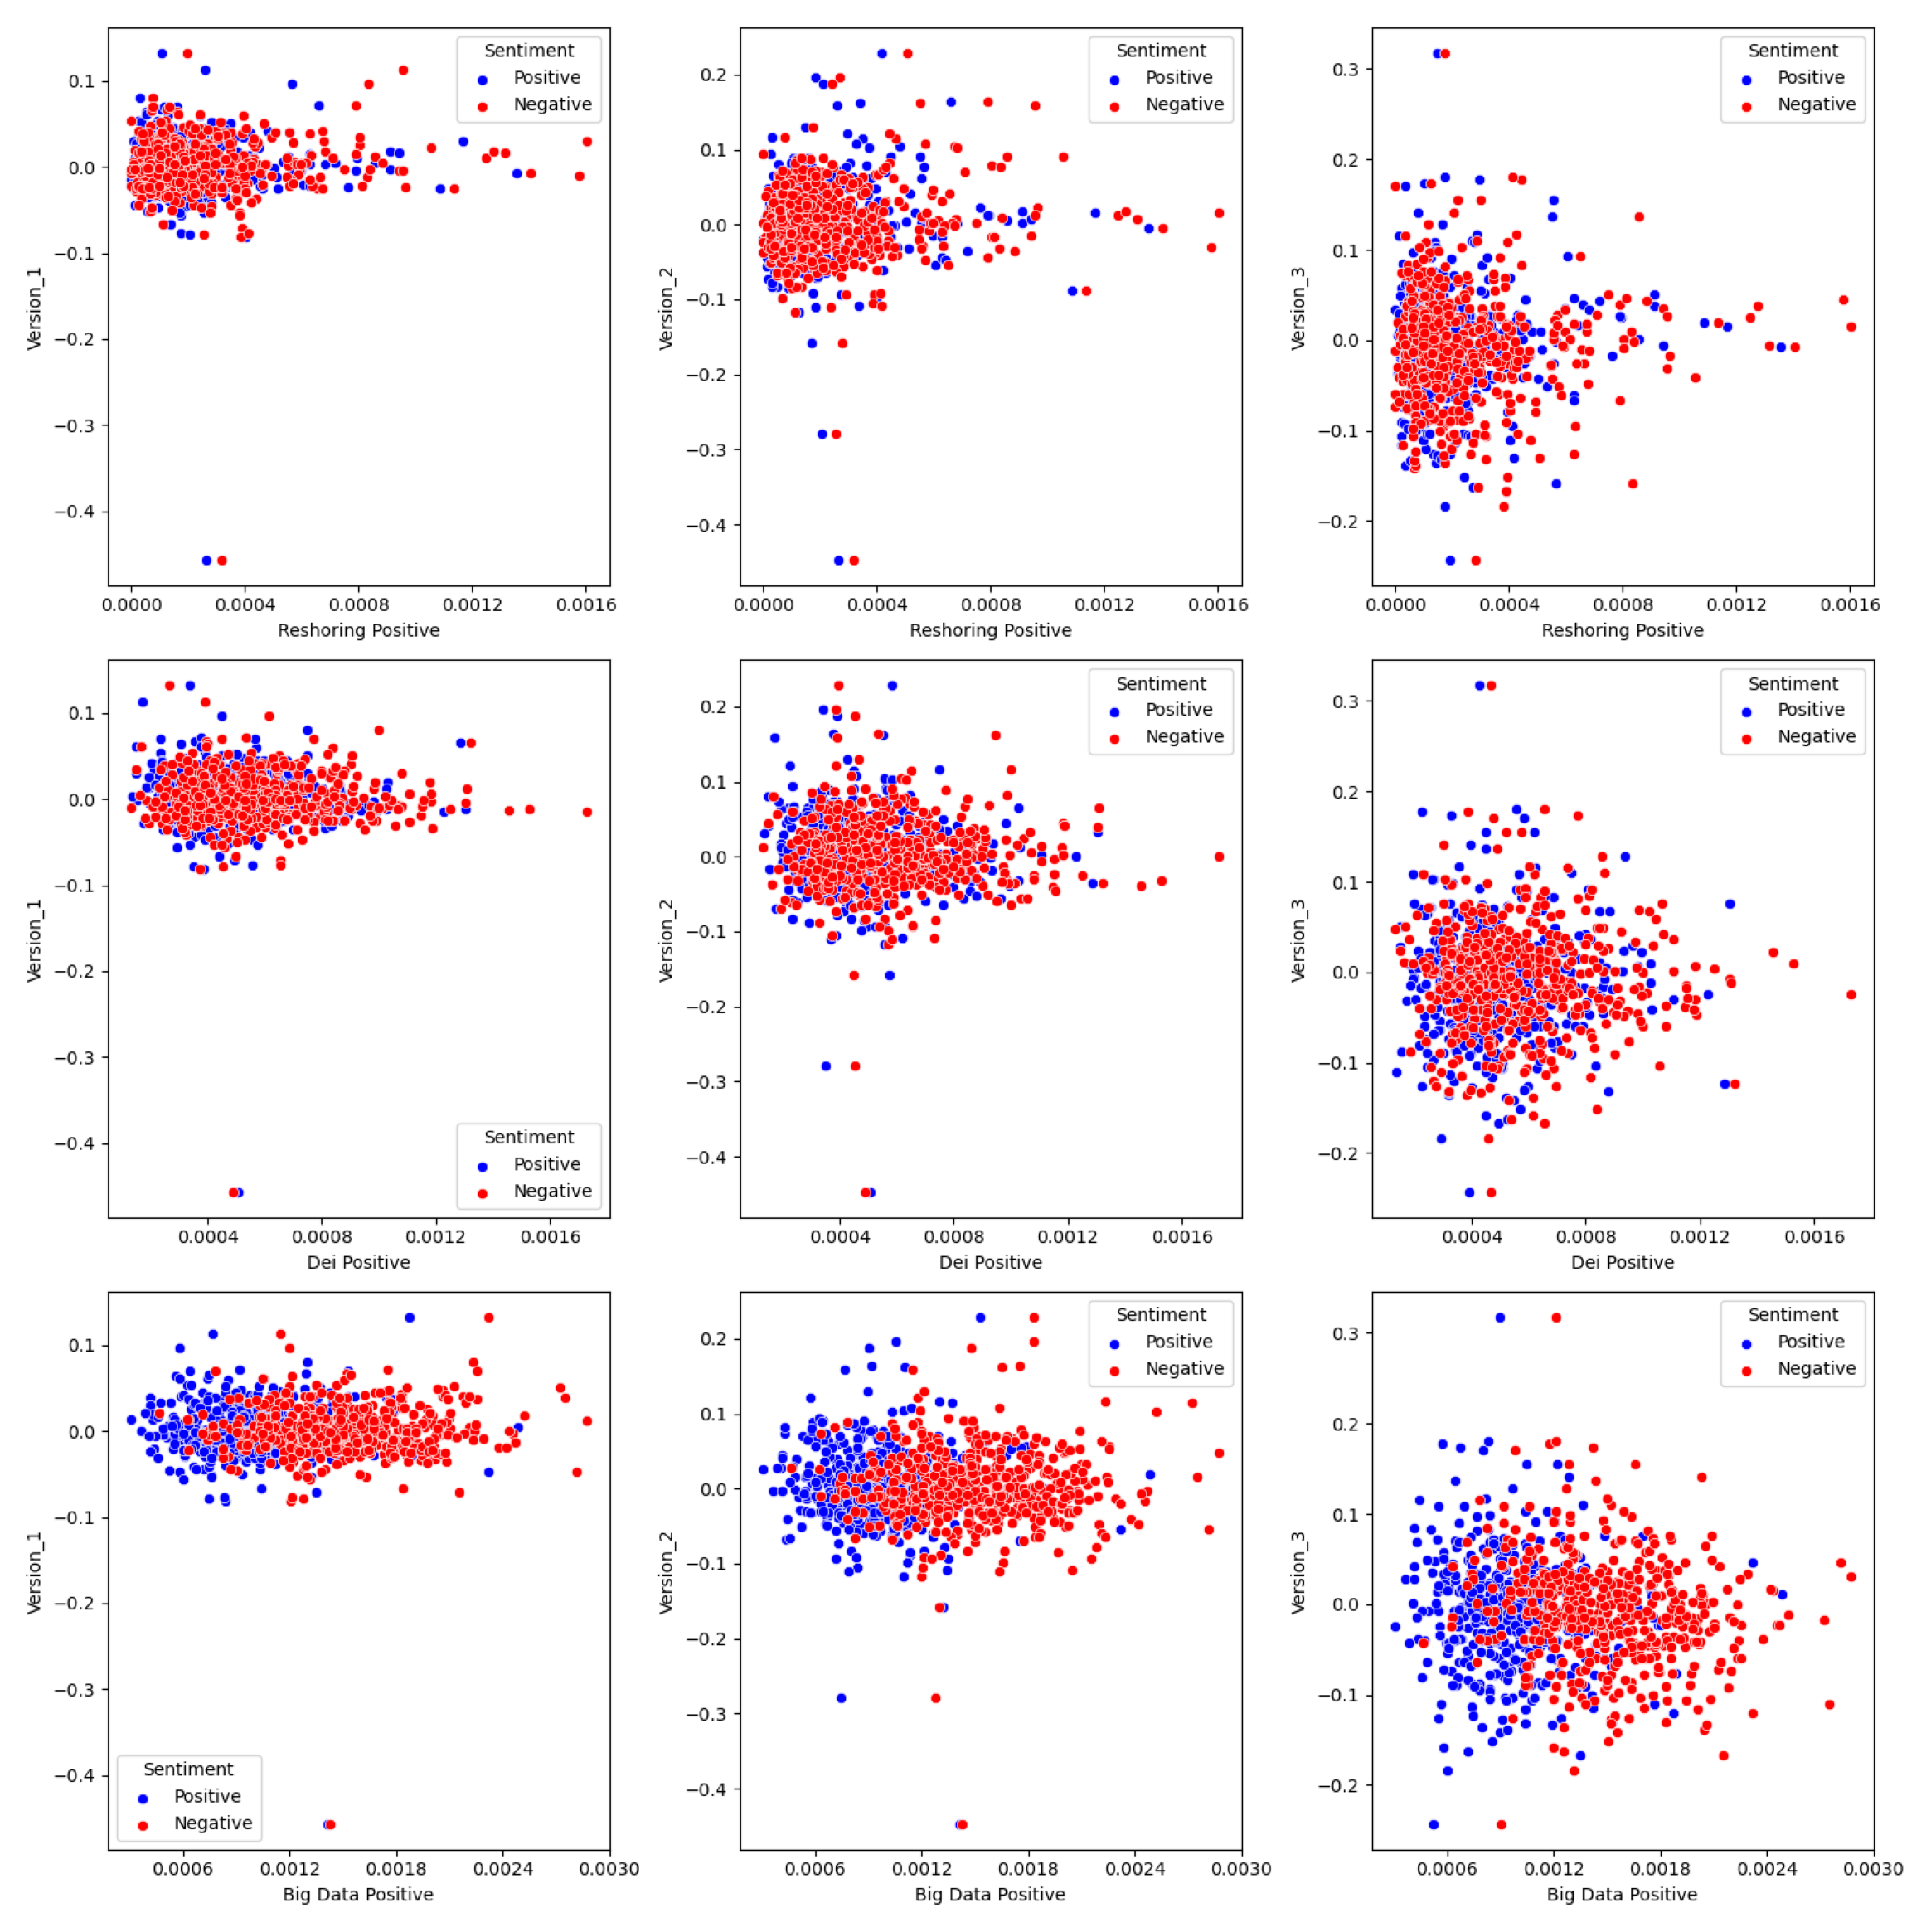 Version_1
0.1
0.0
−0.1
−0.2
−0.3
−0.4
Sentiment
Positive
Negative
0.0000 0.0004 0.0008 0.0012 0.0016
Reshoring Positive
Version_2
0.2
0.1
0.0
−0.1
−0.2
−0.3
−0.4
Sentiment
Positive
Negative
0.0000 0.0004 0.0008 0.0012 0.0016
Reshoring Positive
Version_3
0.3
0.2
0.1
0.0
−0.1
−0.2
Sentiment
Positive
Negative
0.0000 0.0004 0.0008 0.0012 0.0016
Reshoring Positive
Version_1
0.1
0.0
−0.1
−0.2
−0.3
−0.4
Sentiment
Positive
Negative
0.0004 0.0008 0.0012 0.0016
Dei Positive
Version_2
0.2
0.1
0.0
−0.1
−0.2
−0.3
−0.4
Sentiment
Positive
Negative
0.0004 0.0008 0.0012 0.0016
Dei Positive
Version_3
0.3
0.2
0.1
0.0
−0.1
−0.2
Sentiment
Positive
Negative
0.0004 0.0008 0.0012 0.0016
Dei Positive
Version_1
0.1
0.0
−0.1
−0.2
−0.3
−0.4
Sentiment
Positive
Negative
0.0006 0.0012 0.0018 0.0024 0.0030
Big Data Positive
Version_2
0.2
0.1
0.0
−0.1
−0.2
−0.3
−0.4
Sentiment
Positive
Negative
0.0006 0.0012 0.0018 0.0024 0.0030
Big Data Positive
Version_3
0.3
0.2
0.1
0.0
−0.1
−0.2
Sentiment
Positive
Negative
0.0006 0.0012 0.0018 0.0024 0.0030
Big Data Positive